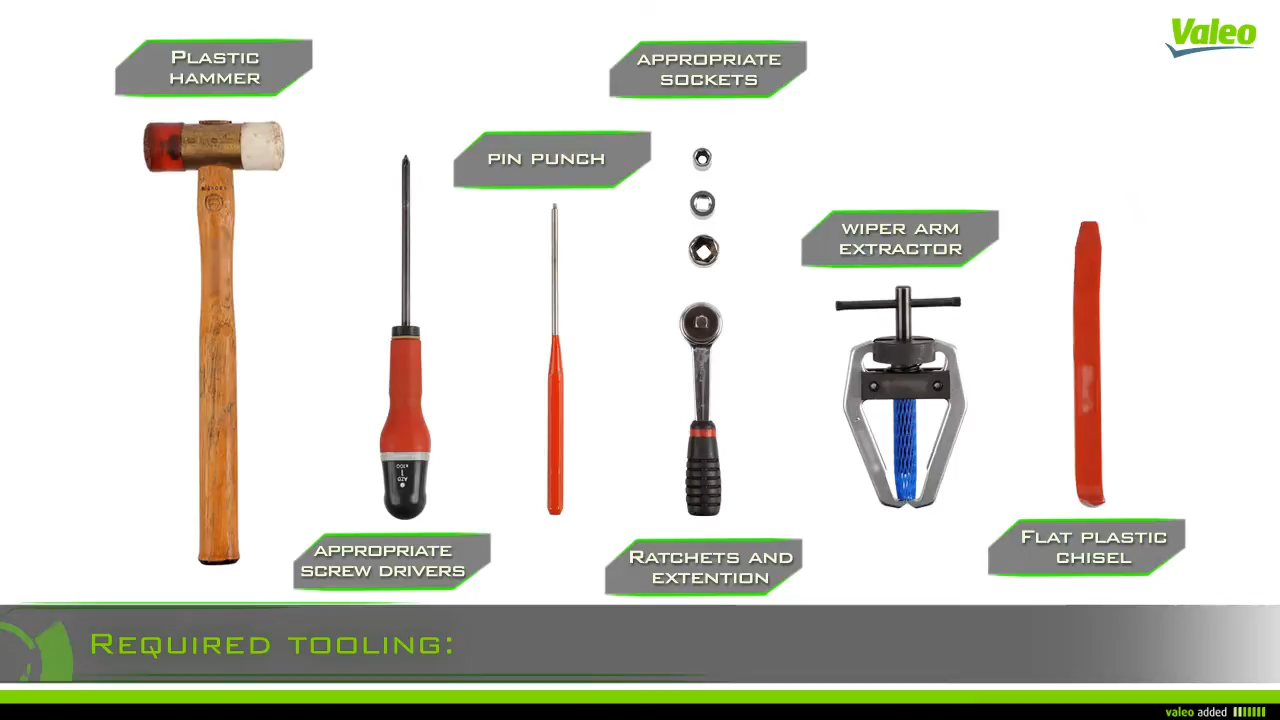 Valeo
Plastic
hammer
appropriate
sockets
pin punch
wiper arm
extractor
appropriate
screw drivers
Ratchets and
extention
Flat plastic
chisel
Required tooling:
valeo added